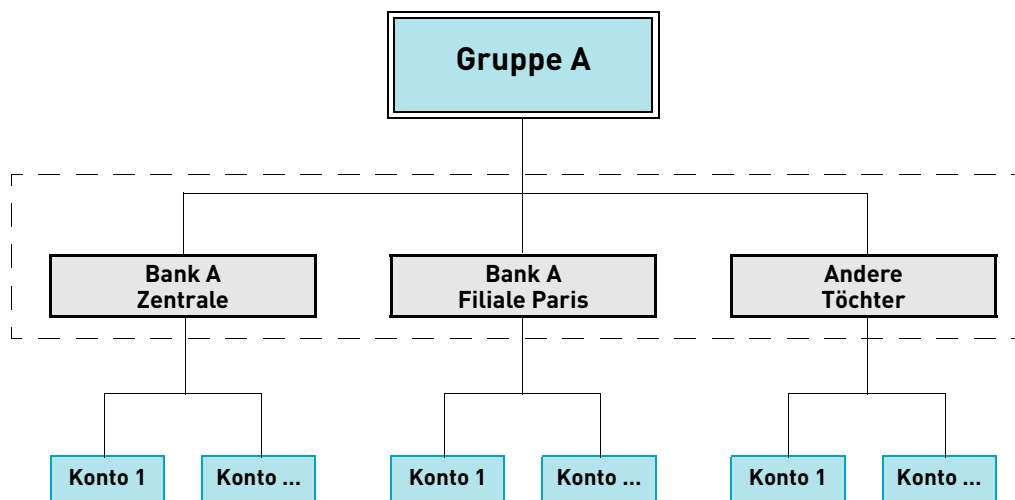 Gruppe A
Bank A
Zentrale
Bank A
Filiale Paris
Andere
Töchter
Konto 1
Konto ...
Konto 1
Konto ...
Konto 1
Konto ...